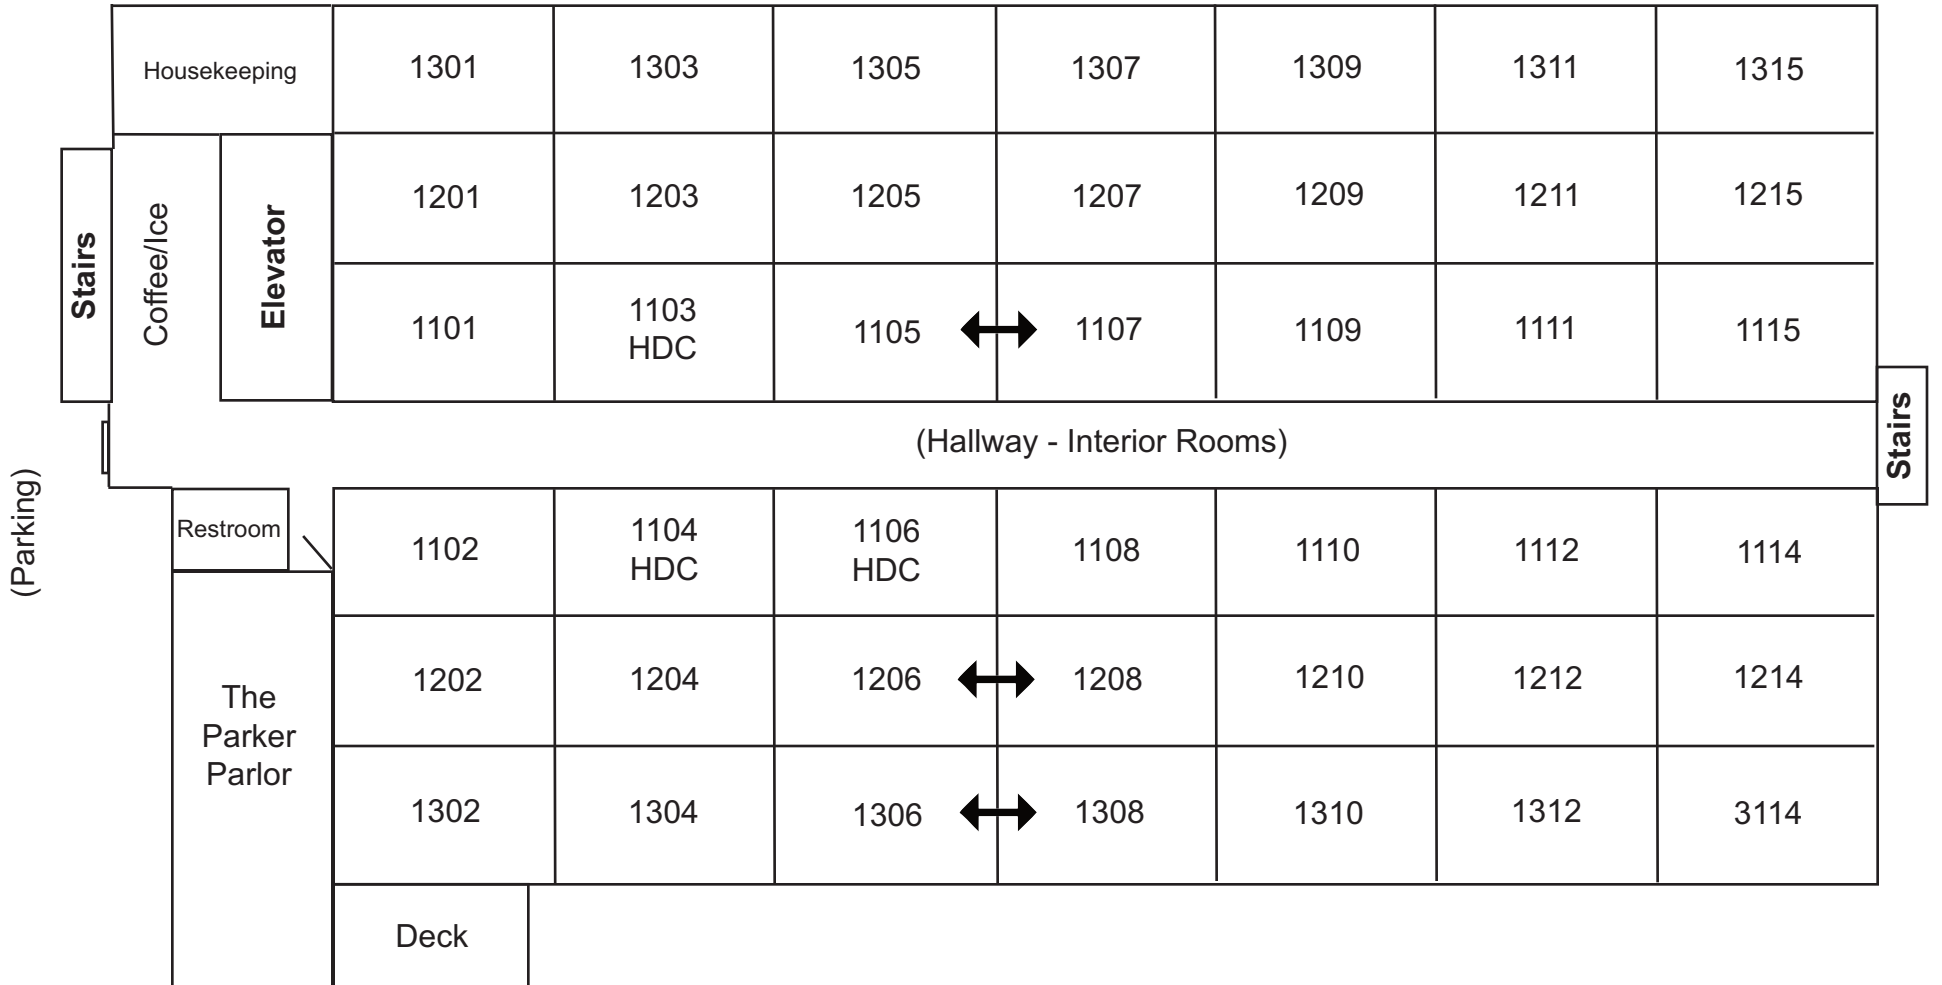 Housekeeping
1301
1303
1305
1307
1309
1311
1315
Stairs
Coffee/Ice
Elevator
1201
1203
1205
1207
1209
1211
1215
1101
1103
HDC
1105
1107
1109
1111
1115
(Hallway - Interior Rooms)
Stairs
(Parking)
Restroom
1102
1104
HDC
1106
HDC
1108
1110
1112
1114
The
Parker
Parlor
1202
1204
1206
1208
1210
1212
1214
1302
1304
1306
1308
1310
1312
3114
Deck